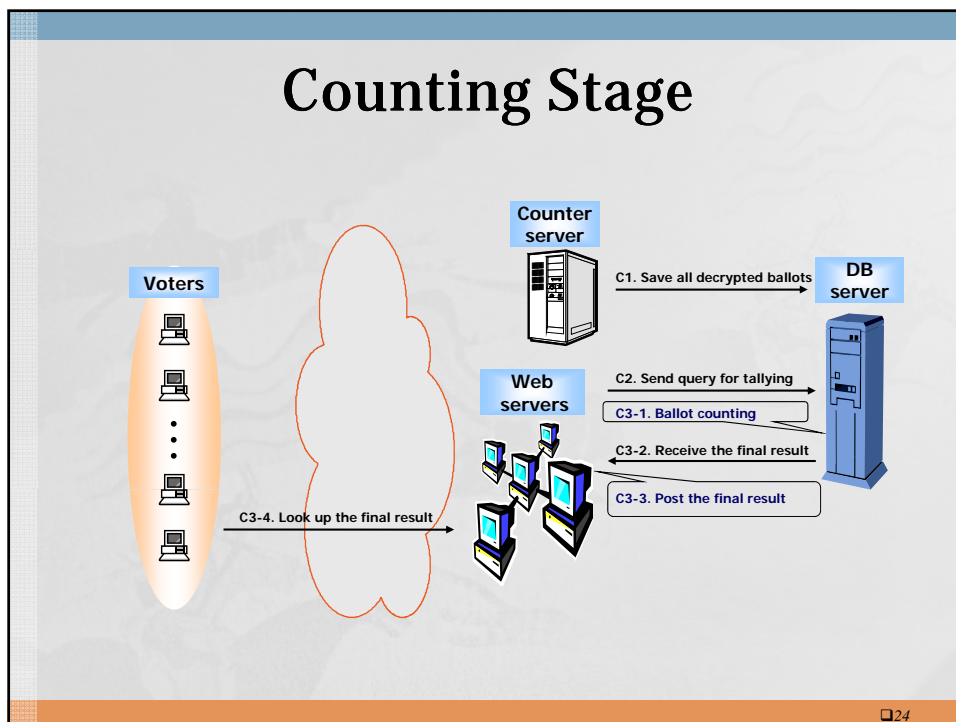 Counting Stage
Counter
server
C1. Save all decrypted ballots
DB
server
Voters
Web
servers
C2. Send query for tallying
C3-1. Ballot counting
C3-2. Receive the final result
C3-3. Post the final result
C3-4. Look up the final result
❑24